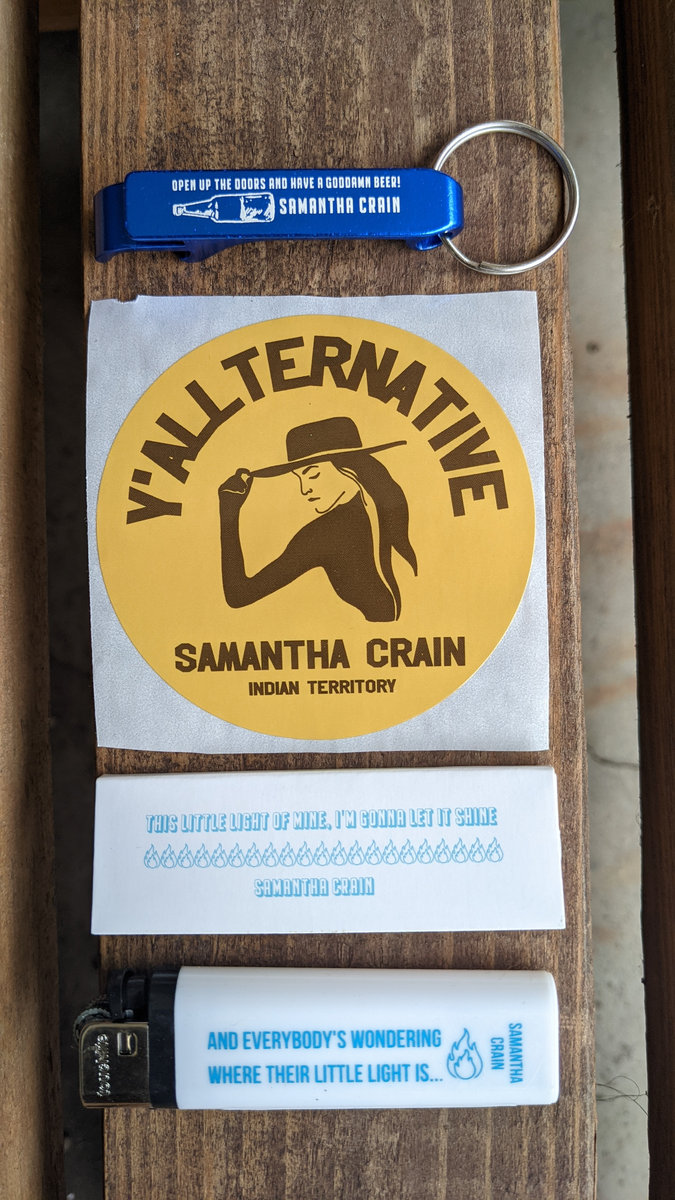 OPEN UP THE DOORS AND HAVE A GODDAMN BEER!
SAMANTHA CRAIN
Y'ALLTERNATIVE
SAMANTHA CRAIN
INDIAN TERRITORY
THIS LITTLE LIGHT OF MINE, I'M GONNA LET IT SHINE
SAMANTHA CRAIN
AND EVERYBODY'S WONDERING
WHERE THEIR LITTLE LIGHT IS...
SAMANTHA
CRAIN